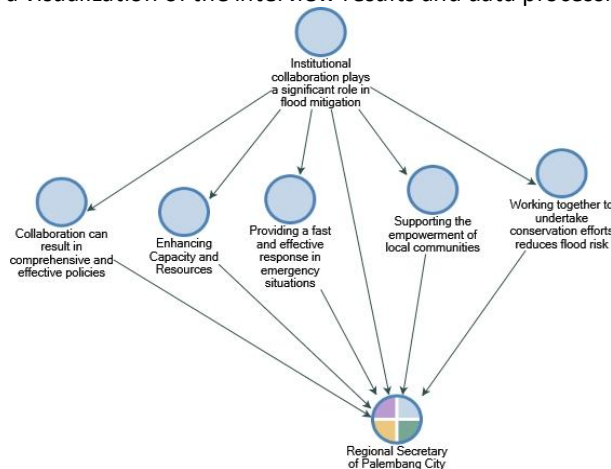 a visualization of the interview results and data
Institutional
collaboration plays
a significant role in
flood mitigation
Collaboration can
result in
comprehensive and
effective policies
Enhancing
Capacity and
Resources
Providing a fast
and effective
response in
emergency
situations
Supporting the
empowerment of
local communities
Working together to
undertake
conservation efforts
reduces flood risk
Regional Secretary
of Palembang City